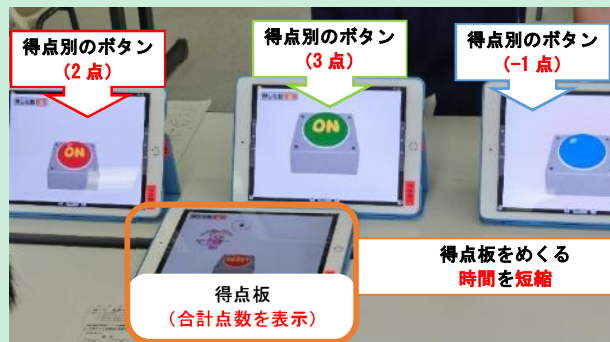 得点別のボタン
（2 点）
得点別のボタン
（3 点）
得点別のボタン
（-1 点）
ON
ON
得点板
（合計点数を表示）
得点板をめくる
時間を短縮